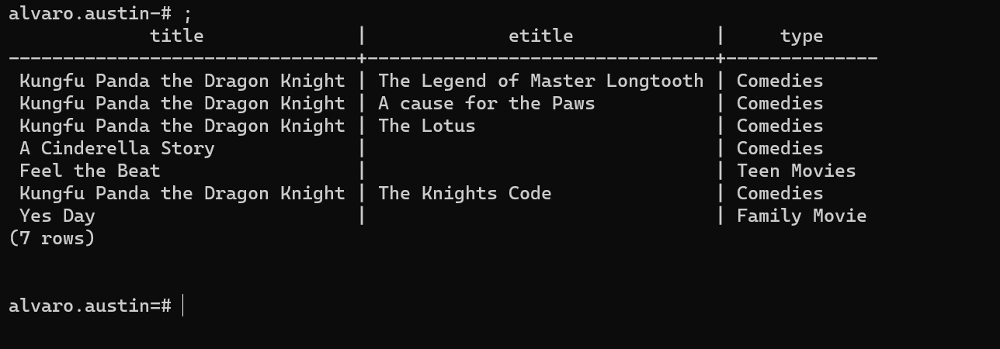 alvaro.austin-# ;
             title              |             etitle             |     type
--------------------------------+--------------------------------+--------------
 Kungfu Panda the Dragon Knight | The Legend of Master Longtooth | Comedies
 Kungfu Panda the Dragon Knight | A cause for the Paws           | Comedies
 Kungfu Panda the Dragon Knight | The Lotus                      | Comedies
 A Cinderella Story             |                                | Comedies
 Feel the Beat                  |                                | Teen Movies
 Kungfu Panda the Dragon Knight | The Knights Code               | Comedies
 Yes Day                        |                                | Family Movie
(7 rows)
alvaro.austin=#